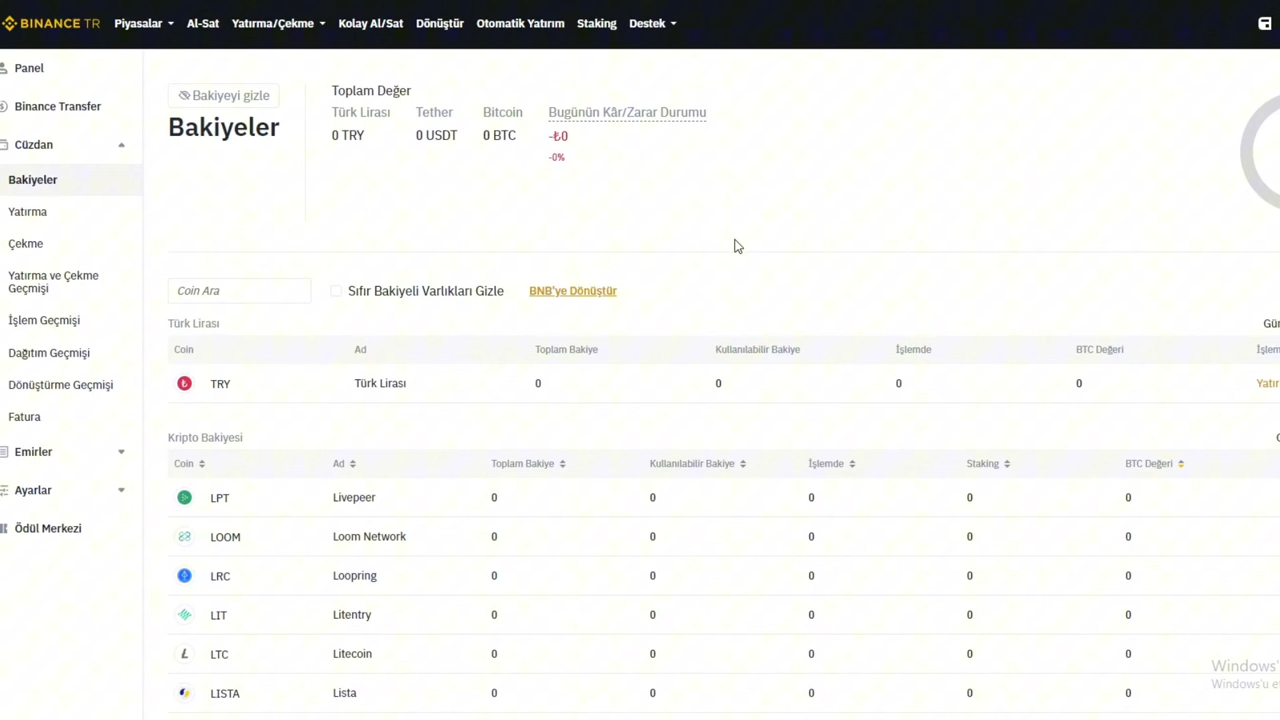 BINANCE TR Piyasalar Al-Sat Yatırma/Çekme Kolay Al/Sat Dönüştür Otomatik Yatırım Staking Destek
Panel
Binance Transfer
Cüzdan
Bakiyeler
Yatırma
Çekme
Yatırma ve Çekme
Geçmişi
İşlem Geçmişi
Dağıtım Geçmişi
Dönüştürme Geçmişi
Fatura
Emirler
Ayarlar
Ödül Merkezi
Bakiyeyi gizle
Bakiyeler
Toplam Değer
Türk Lirası Tether Bitcoin Bugünün Kâr/Zarar Durumu
0 TRY 0 USDT 0 BTC -₺0
-0%
Coin Ara Sıfır Bakiyeli Varlıkları Gizle BNB'ye Dönüştür
Türk Lirası
Coin Ad Toplam Bakiye Kullanılabilir Bakiye İşlemde BTC Değeri
TRY Türk Lirası 0 0 0 0
Kripto Bakiyesi
Coin Ad Toplam Bakiye Kullanılabilir Bakiye İşlemde Staking BTC Değeri
LPT Livepeer 0 0 0 0 0
LOOM Loom Network 0 0 0 0 0
LRC Loopring 0 0 0 0 0
LIT Litentry 0 0 0 0 0
LTC Litecoin 0 0 0 0 0
LISTA Lista 0 0 0 0 0
Windows'
Windows'u